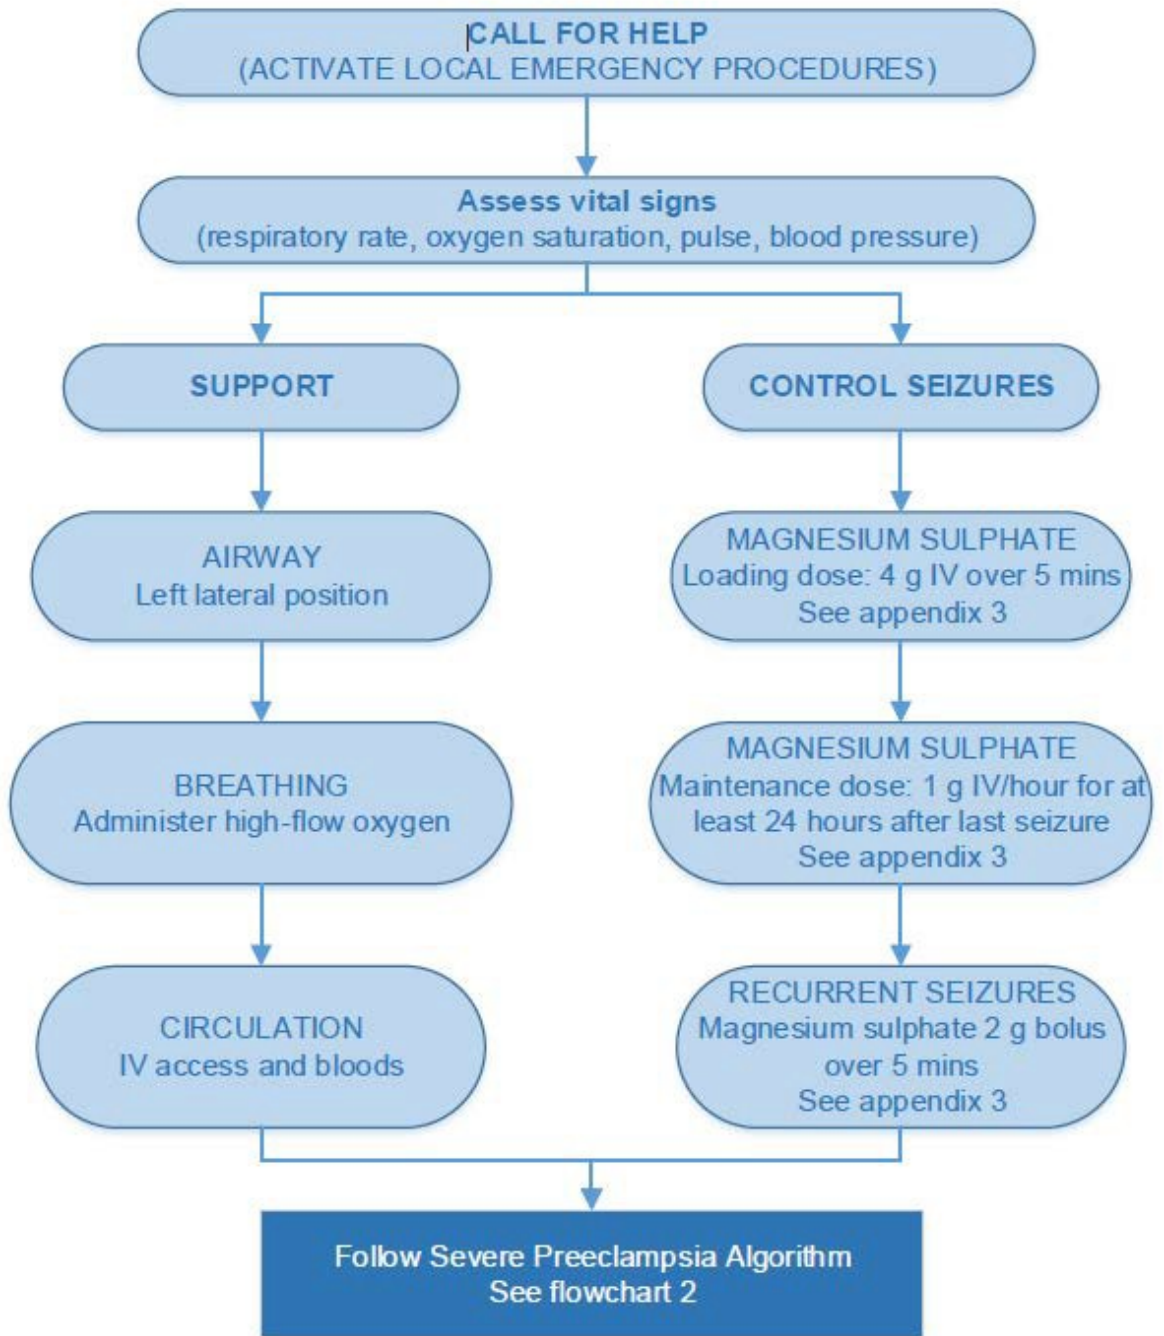 CALL FOR HELP
(ACTIVATE LOCAL EMERGENCY PROCEDURES)
Assess vital signs
(respiratory rate, oxygen saturation, pulse, blood pressure)
SUPPORT
CONTROL SEIZURES
AIRWAY
Left lateral position
MAGNESIUM SULPHATE
Loading dose: 4 g IV over 5 mins
See appendix 3
BREATHING
Administer high-flow oxygen
MAGNESIUM SULPHATE
Maintenance dose: 1 g IV/hour for at
least 24 hours after last seizure
See appendix 3
CIRCULATION
IV access and bloods
RECURRENT SEIZURES
Magnesium sulphate 2 g bolus
over 5 mins
See appendix 3
Follow Severe Preeclampsia Algorithm
See flowchart 2